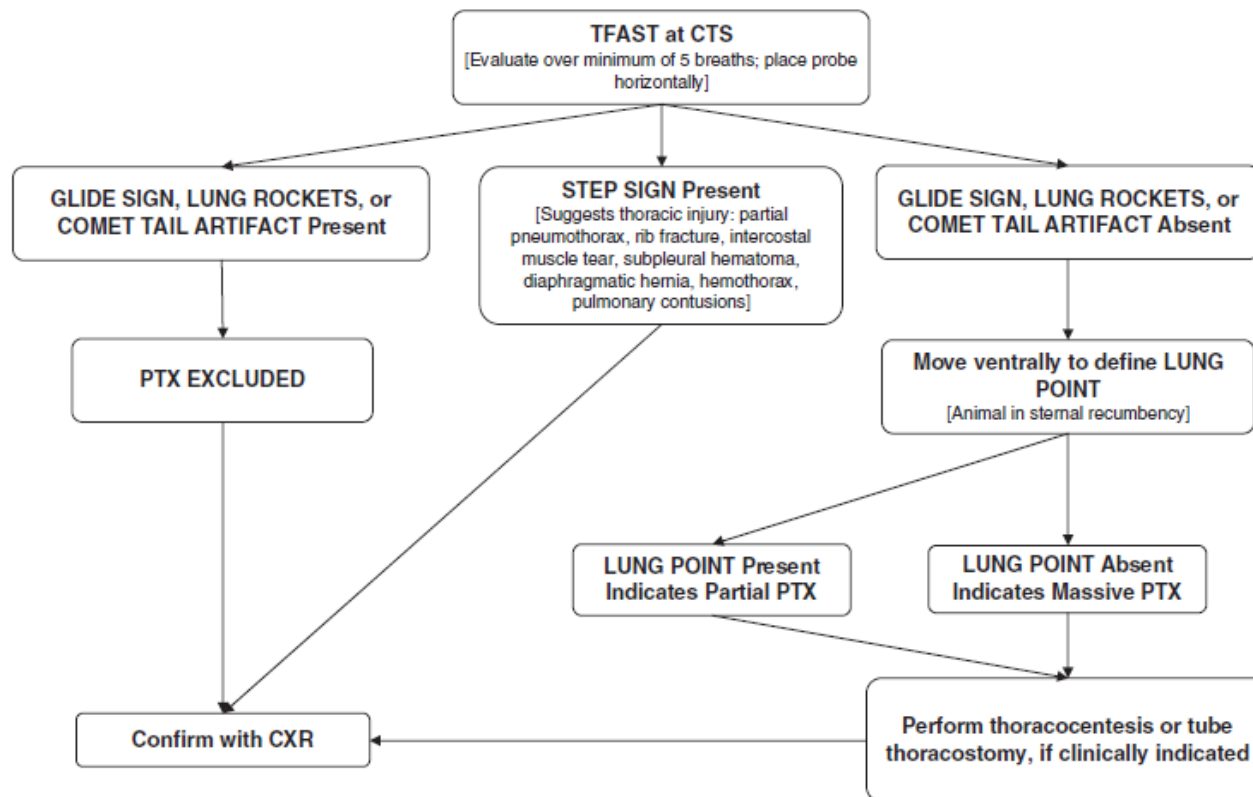 TFAST at CTS
[Evaluate over minimum of 5 breaths; place probe
horizontally]
GLIDE SIGN, LUNG ROCKETS, or
COMET TAIL ARTIFACT Present
STEP SIGN Present
[Suggests thoracic injury: partial
pneumothorax, rib fracture, intercostal
muscle tear, subpleural hematoma,
diaphragmatic hernia, hemothorax,
pulmonary contusions]
GLIDE SIGN, LUNG ROCKETS, or
COMET TAIL ARTIFACT Absent
PTX EXCLUDED
Move ventrally to define LUNG
POINT
[Animal in sternal recumbency]
LUNG POINT Present
Indicates Partial PTX
LUNG POINT Absent
Indicates Massive PTX
Confirm with CXR
Perform thoracocentesis or tube
thoracostomy, if clinically indicated